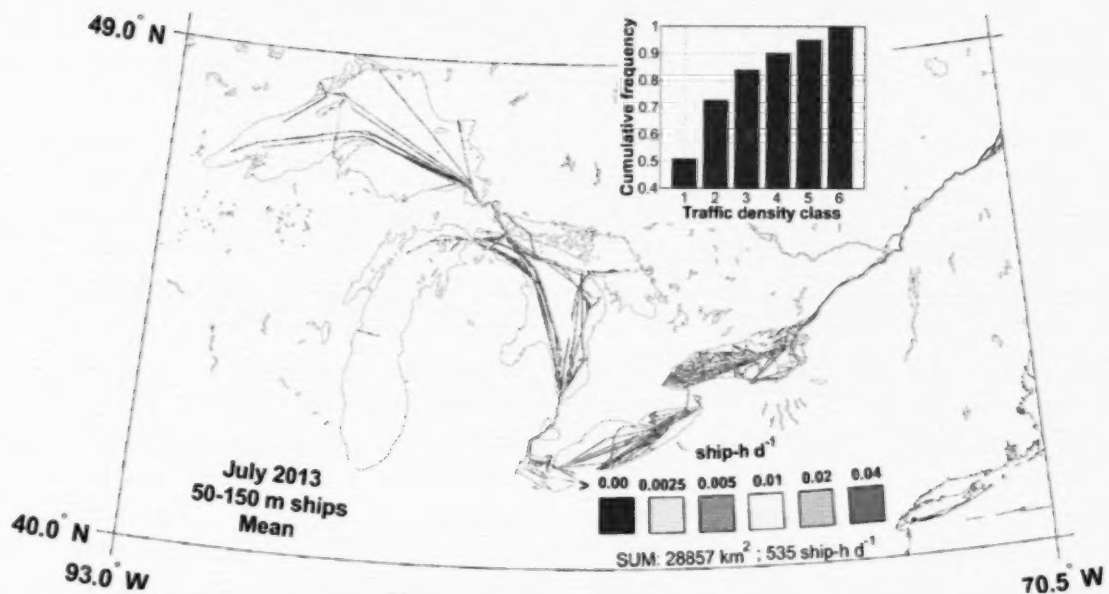 49.0° N
Cumulative frequency
1
0.9
0.8
0.7
0.6
0.5
0.4
1 2 3 4 5 6
Traffic density class
ship-h d⁻¹
> 0.00 0.0025 0.005 0.01 0.02 0.04
SUM: 28857 km² ; 535 ship-h d⁻¹
July 2013
50-150 m ships
Mean
40.0° N
93.0° W
70.5° W